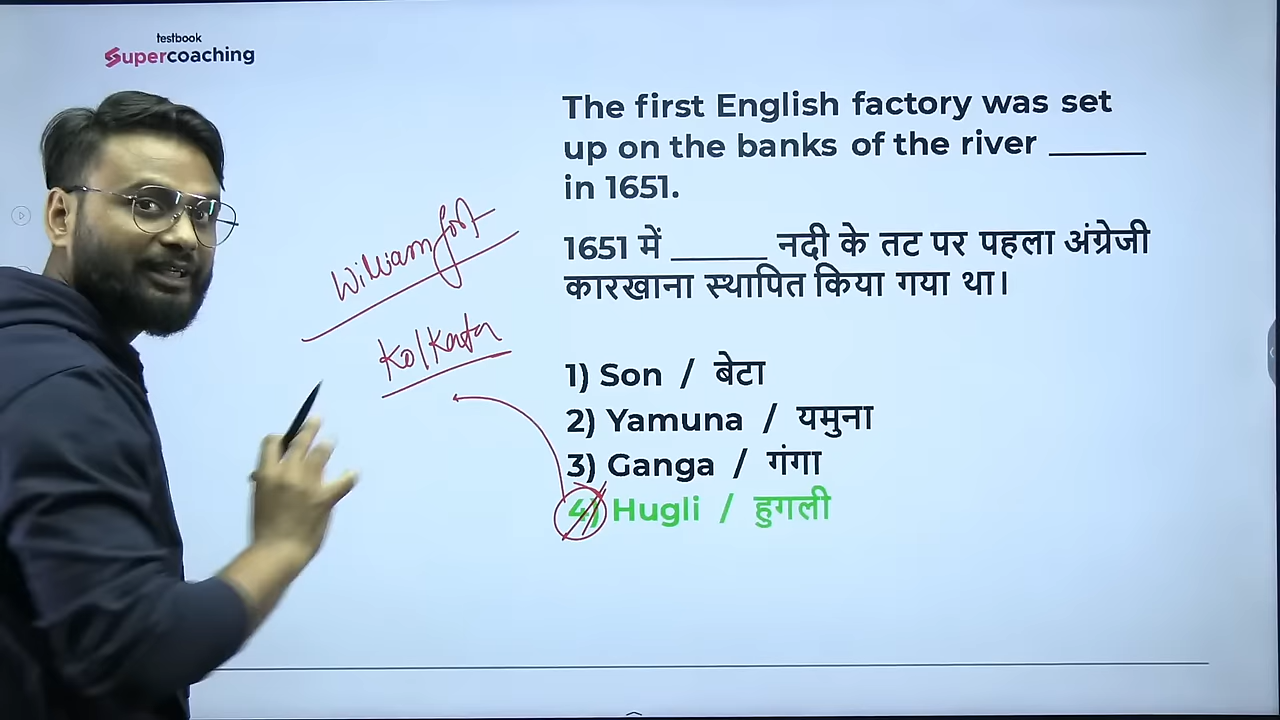 testbook
Supercoaching
The first English factory was set
up on the banks of the river ______
in 1651.
1651 में ______ नदी के तट पर पहला अंग्रेजी
कारखाना स्थापित किया गया था।
William fort
Kolkata
1) Son / बेटा
2) Yamuna / यमुना
3) Ganga / गंगा
4) Hugli / हुगली